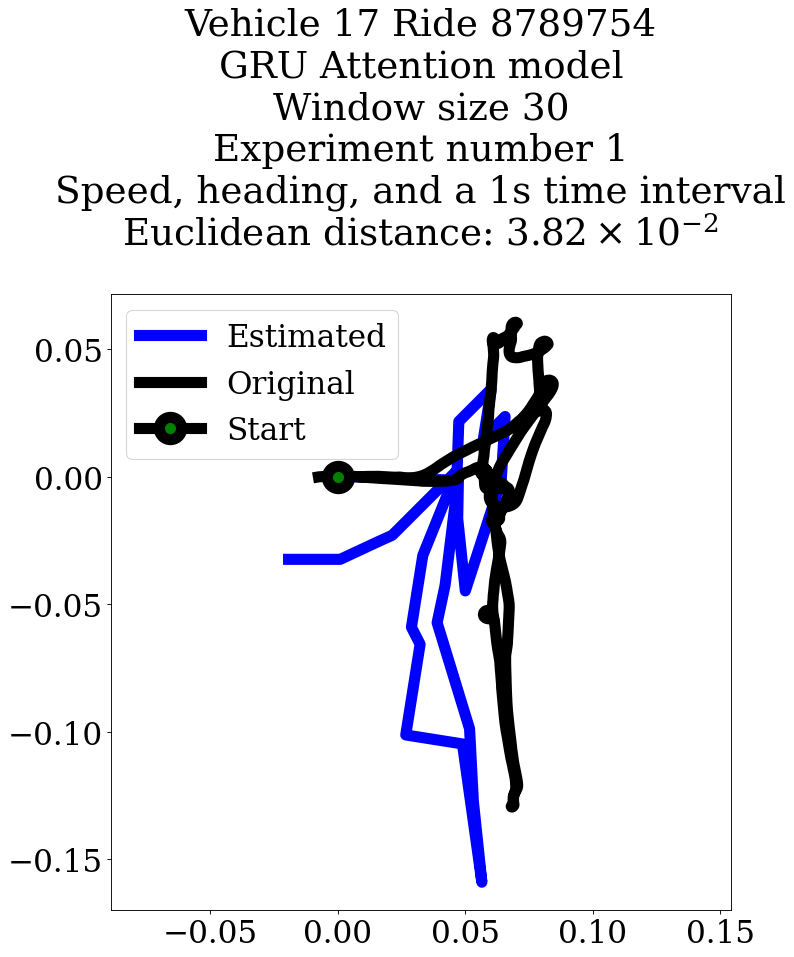 Vehicle 17 Ride 8789754
GRU Attention model
Window size 30
Experiment number 1
Speed, heading, and a 1s time interval
Euclidean distance: 3.82 × 10⁻²
Estimated
Original
Start
0.05
0.00
−0.05
−0.10
−0.15
−0.05 0.00 0.05 0.10 0.15